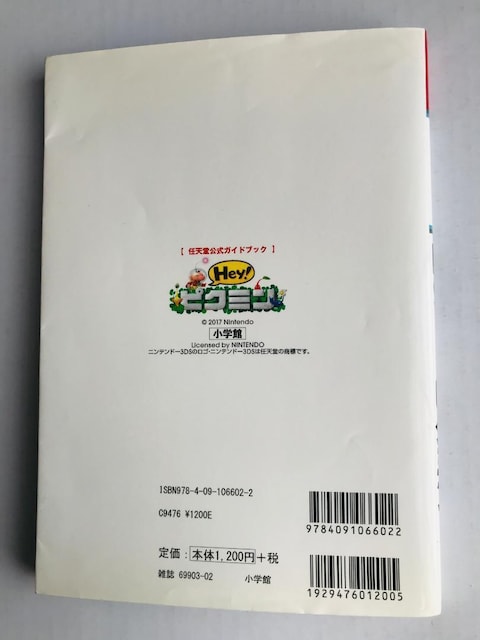 【 任天堂公式ガイドブック 】
Hey!
ピクミン
© 2017 Nintendo
小学館
Licensed by NINTENDO
ニンテンドー3DSのロゴ・ニンテンドー3DSは任天堂の商標です。
ISBN978-4-09-106602-2
C9476 ¥1200E
9784091066022
定価：本体1,200円+税
雑誌 69903-02 小学館
1929476012005